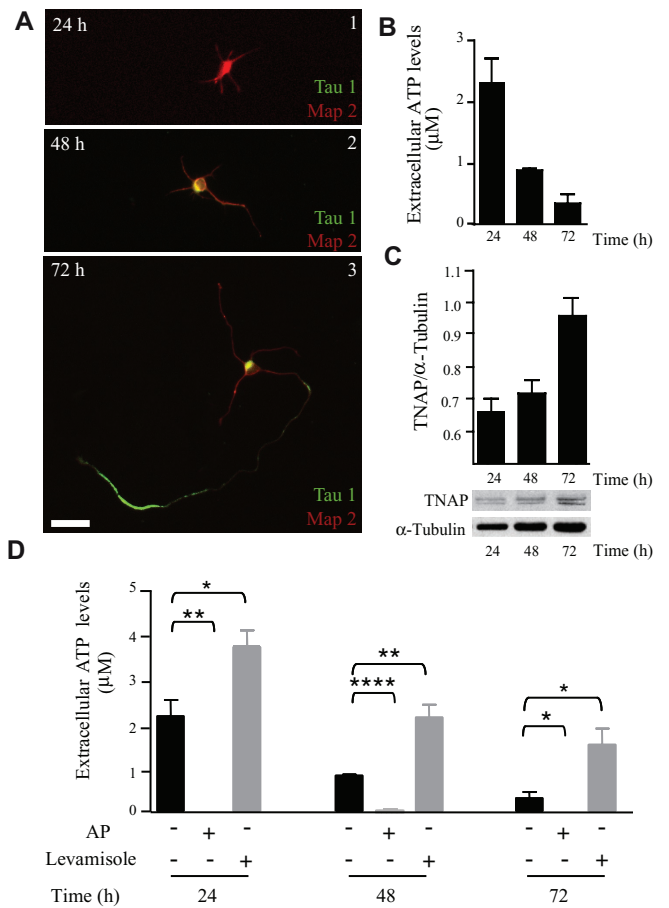 A
24 h
1
Tau 1
Map 2
48 h
2
Tau 1
Map 2
72 h
3
Tau 1
Map 2
B
Extracellular ATP levels
(μM)
3
2
1
0
24 48 72 Time (h)
C
TNAP/α-Tubulin
1.1
1.0
0.9
0.8
0.7
0.6
24 48 72 Time (h)
TNAP
α-Tubulin
24 48 72 Time (h)
D
Extracellular ATP levels
(μM)
5
4
3
2
1
0
* ** ** **** * *
AP - + - - + - - + -
Levamisole - - + - - + - - +
Time (h) 24 48 72